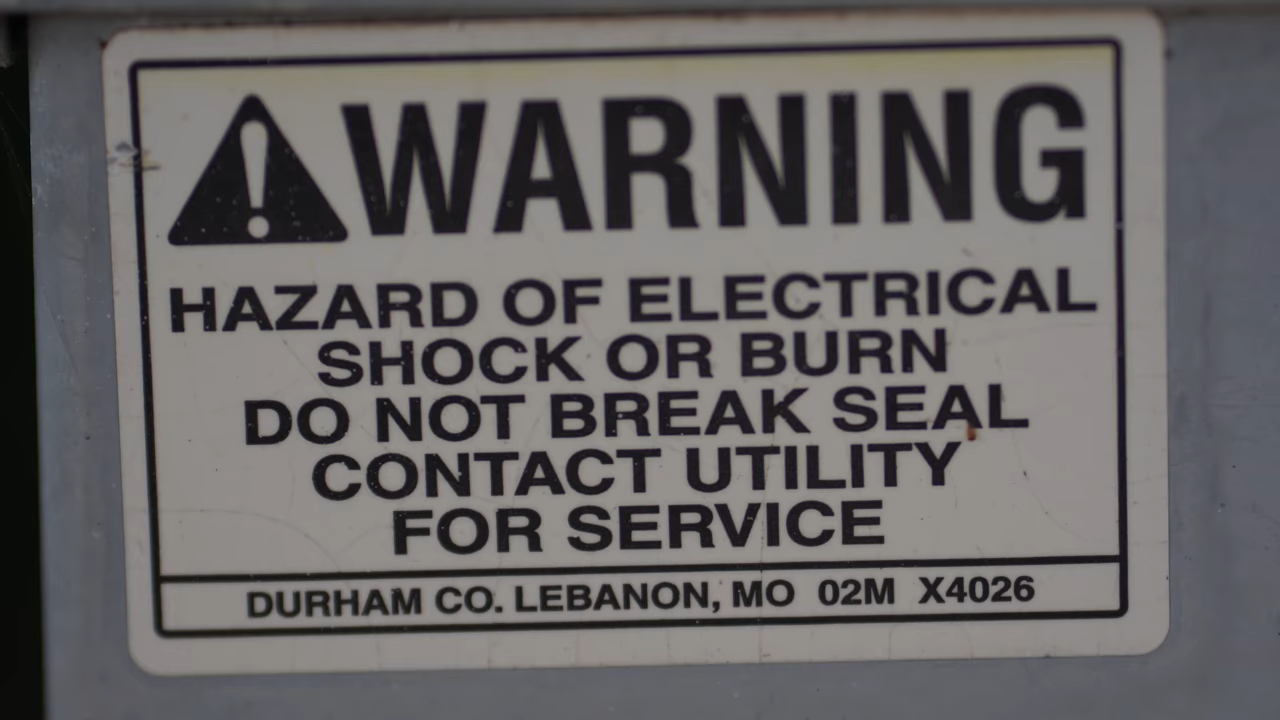 WARNING
HAZARD OF ELECTRICAL
SHOCK OR BURN
DO NOT BREAK SEAL
CONTACT UTILITY
FOR SERVICE
DURHAM CO. LEBANON, MO 02M X4026